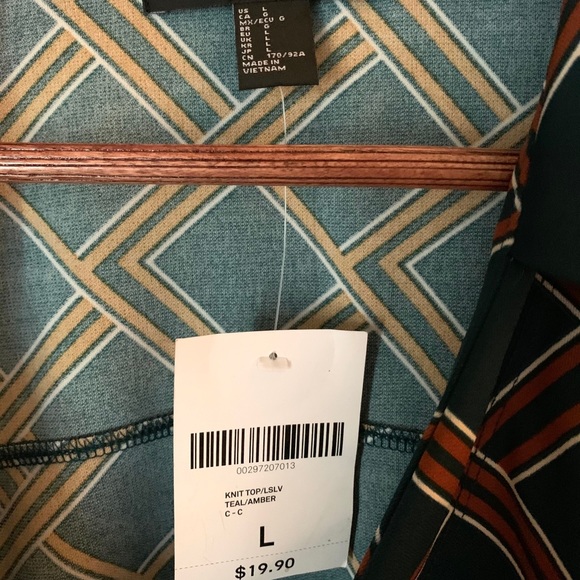 US L
CA G
MX/ECU G
BR G
EU L
UK L
KR L
JP L
CN 170/92A
MADE IN
VIETNAM
00297207013
KNIT TOP/LSLV
TEAL/AMBER
C - C
L
$19.90